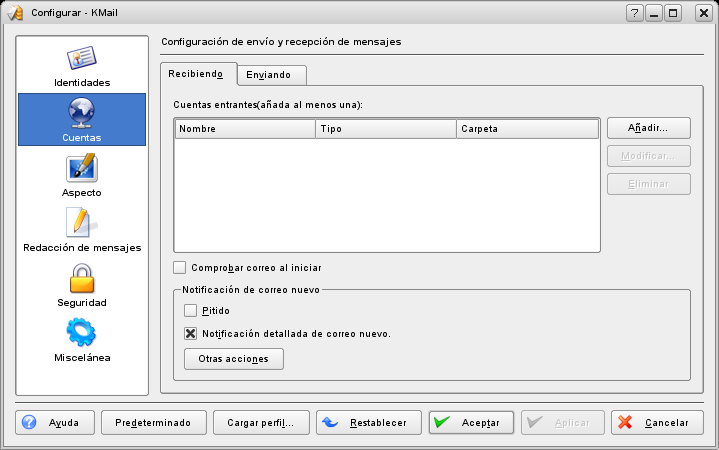 Configurar - KMail
Identidades
Cuentas
Aspecto
Redacción de mensajes
Seguridad
Miscelánea
Configuración de envío y recepción de mensajes
Recibiendo
Enviando
Cuentas entrantes(añada al menos una):
Nombre Tipo Carpeta
Añadir...
Modificar...
Eliminar
Comprobar correo al iniciar
Notificación de correo nuevo
Pitido
Notificación detallada de correo nuevo.
Otras acciones
Ayuda Predeterminado Cargar perfil... Restablecer Aceptar Aplicar Cancelar